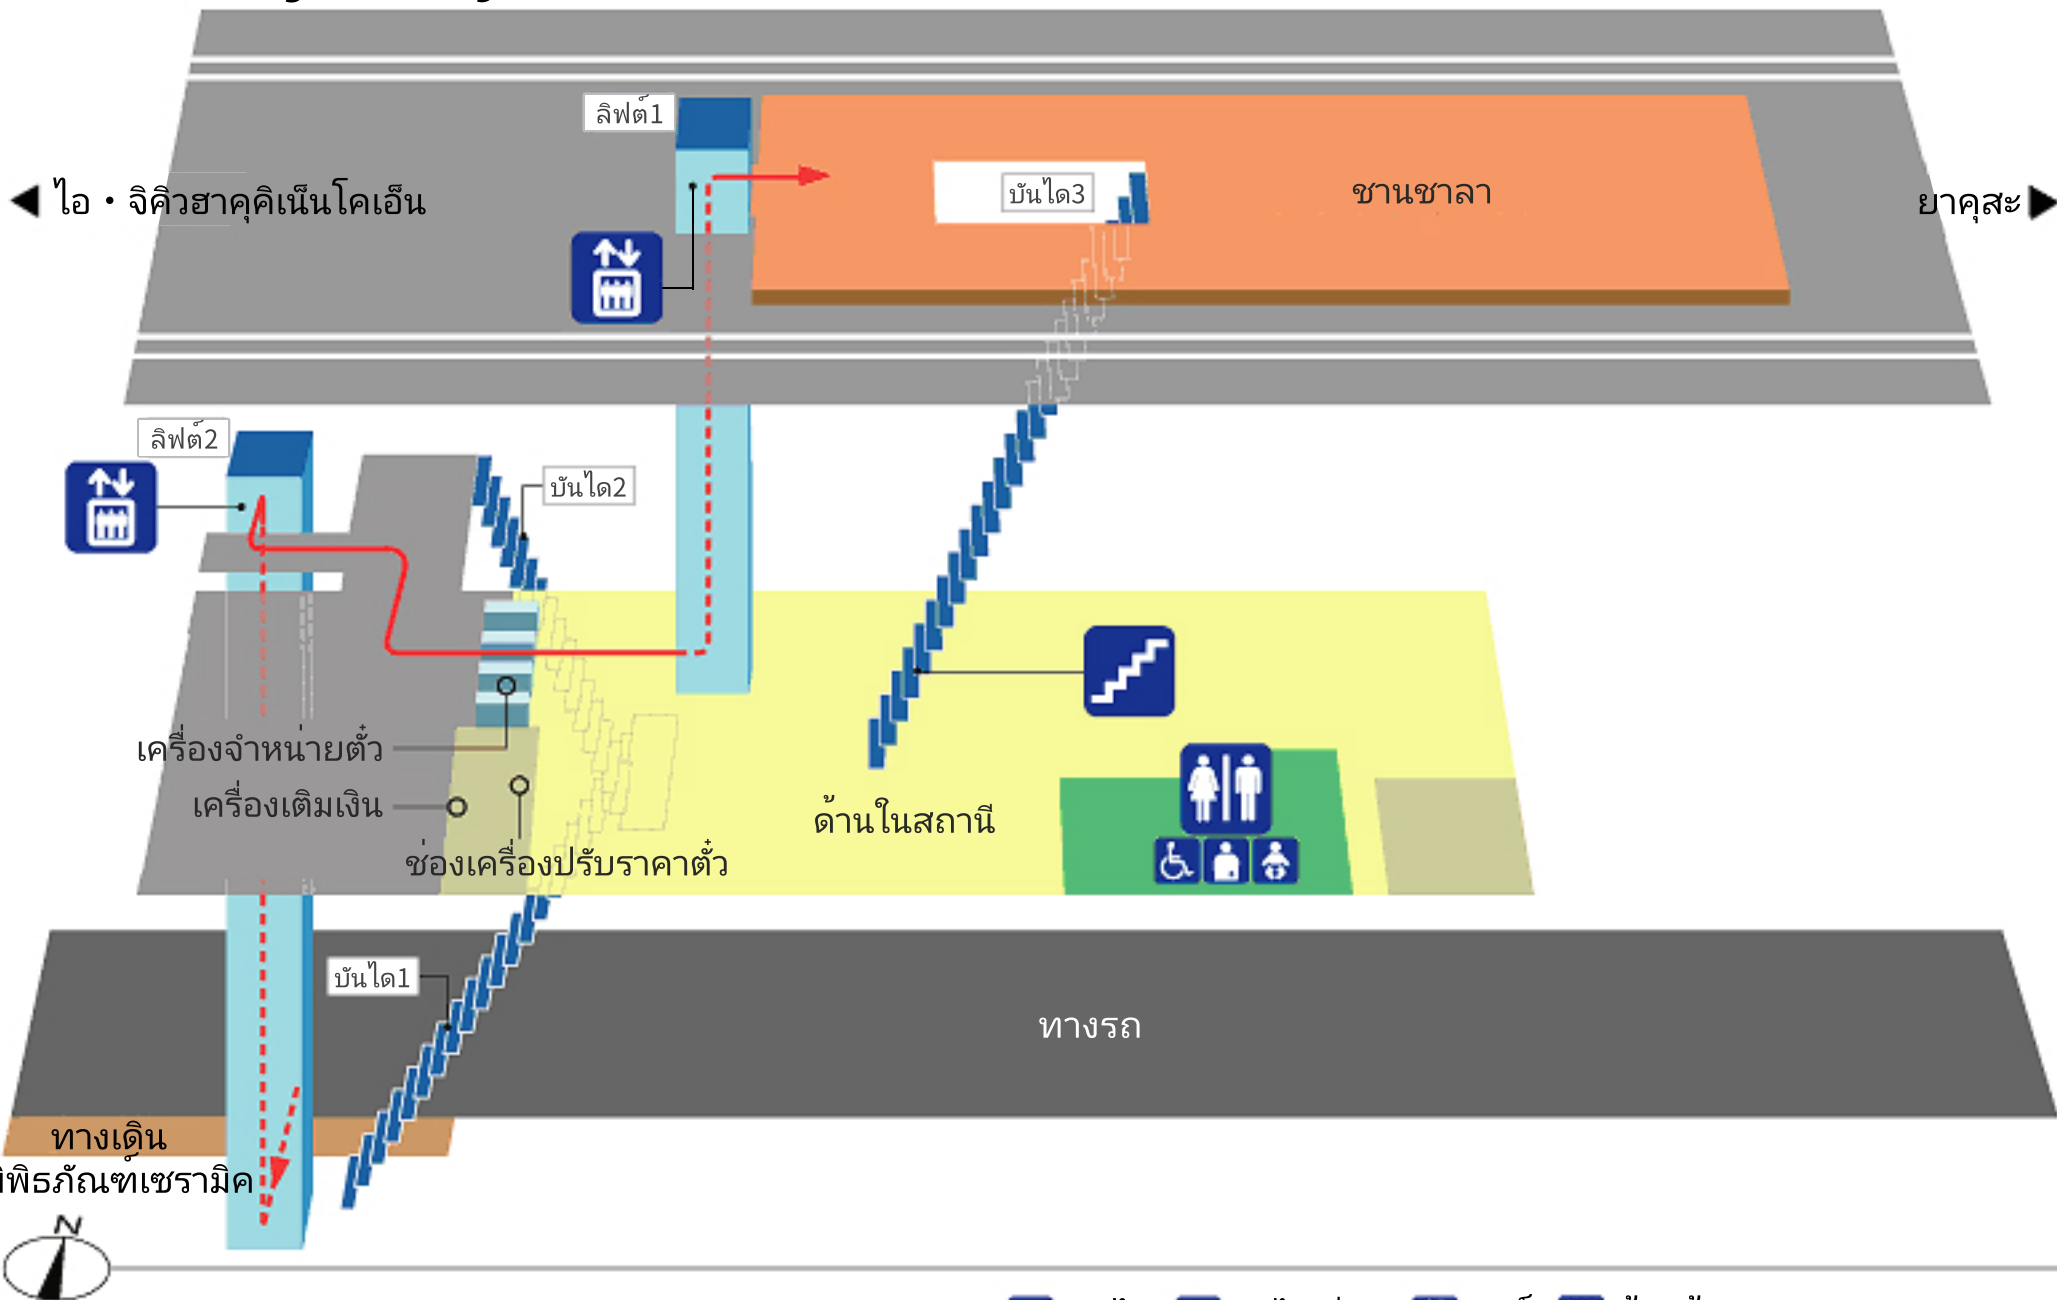 ลิฟต์1
◀ ไอ・จิคิวฮาคุคิเน็นโคเอ็น
บันได3
ชานชาลา
ยาคุสะ▶
ลิฟต์2
บันได2
เครื่องจำหน่ายตั๋ว
เครื่องเติมเงิน
ด้านในสถานี
ช่องเครื่องปรับราคาตั๋ว
บันได1
ทางรถ
ทางเดิน
พิพิธภัณฑ์เซรามิค
N